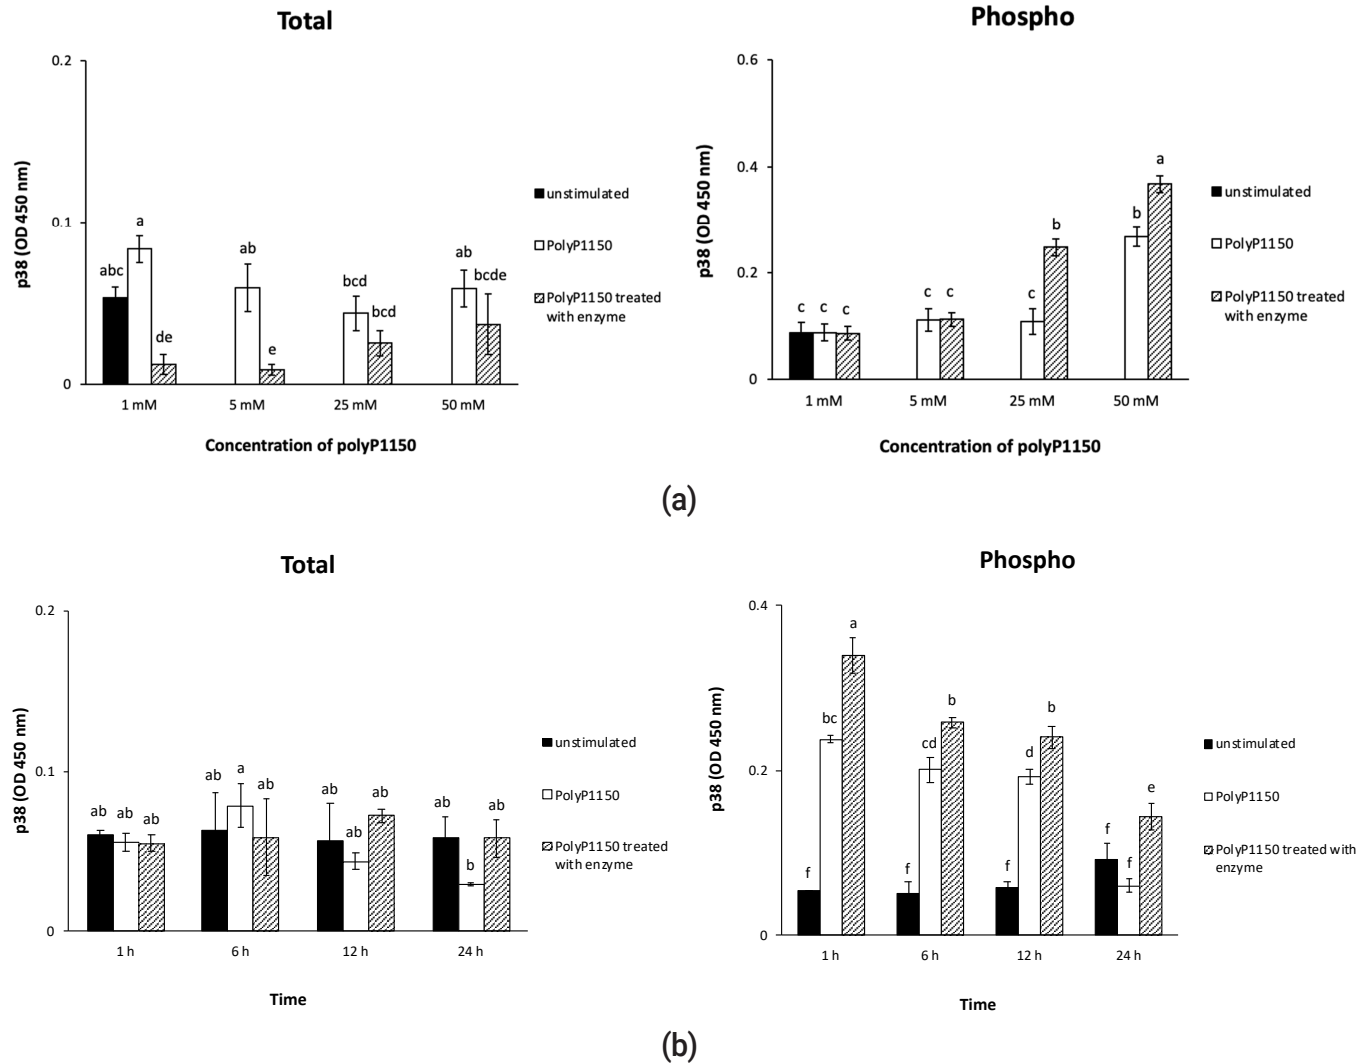 Total
0.2
0.1
0
p38 (OD 450 nm)
abc
a
de
ab
e
bcd
bcd
ab
bcde
1 mM
5 mM
25 mM
50 mM
Concentration of polyP1150
unstimulated
PolyP1150
PolyP1150 treated
with enzyme
Phospho
0.6
0.4
0.2
0
p38 (OD 450 nm)
c
c
c
c
c
c
b
b
a
1 mM
5 mM
25 mM
50 mM
Concentration of polyP1150
unstimulated
PolyP1150
PolyP1150 treated
with enzyme
(a)
Total
0.2
0.1
0
p38 (OD 450 nm)
ab
ab
ab
ab
a
ab
ab
ab
ab
ab
b
ab
1 h
6 h
12 h
24 h
Time
unstimulated
PolyP1150
PolyP1150 treated
with enzyme
Phospho
0.4
0.2
0
p38 (OD 450 nm)
f
bc
a
f
cd
b
f
d
b
f
f
e
1 h
6 h
12 h
24 h
Time
unstimulated
PolyP1150
PolyP1150 treated with
enzyme
(b)